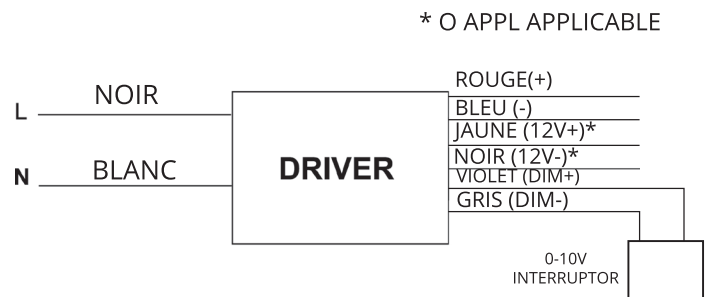 * O APPL APPLICABLE
L
NOIR
N
BLANC
DRIVER
ROUGE(+)
BLEU (-)
JAUNE (12V+)*
NOIR (12V-)*
VIOLET (DIM+)
GRIS (DIM-)
0-10V
INTERRUPTOR